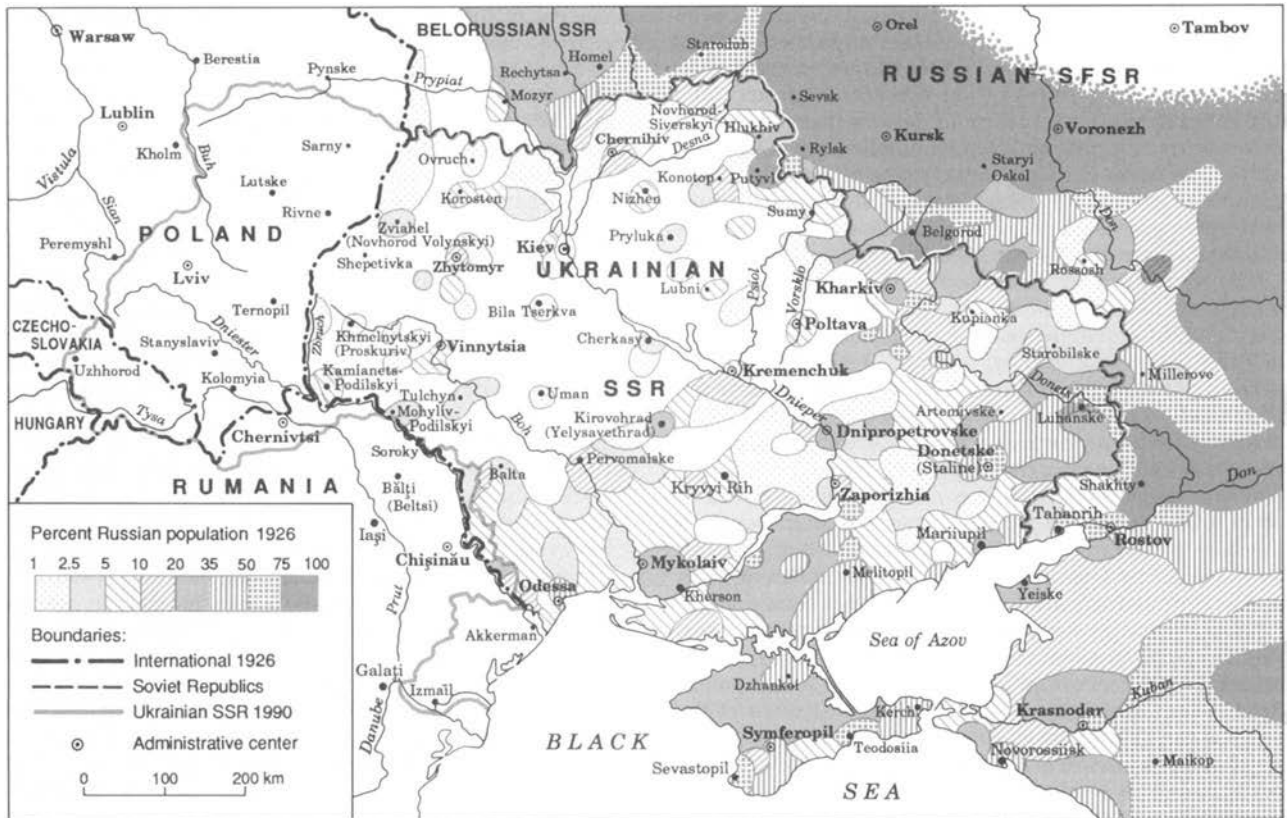 Warsaw
Berestia
BELORUSSIAN SSR
Homel
Rechytsa
Mozyr
Staroduh
Orel
Tambov
RUSSIAN SFSR
Pynske
Prypiat
Lublin
Kholm
Buh
Vistula
Sarny
Ovruch
Chernihiv
Novhorod-
Siverskyi
Desna
Hlukhiv
Sevsk
Kursk
Rylsk
Voronezh
Staryi
Oskol
Don
Lutske
Rivne
Korosten
Nizhen
Konotop
Putyvl
Sumy
Sian
POLAND
Zviahel
(Novhorod Volynskyi)
Shepetivka
Zhytomyr
Kiev
Pryluka
UKRAINIAN
Belgorod
Rossosh
Peremyshl
Lviv
Lubni
Psiol
Vorsklo
Kharkiv
Poltava
Kupianka
Starobilske
Ternopil
Zbruch
Bila Tserkva
Khmelnytskyi
(Proskuriv)
Vinnytsia
Cherkasy
Kremenchuk
CZECHO-
SLOVAKIA
Uzhhorod
Stanyslaviv
Dniester
Kolomyia
Kamianets-
Podilskyi
Tulchyn
Mohyliv-
Podilskyi
Uman
SSR
Dnieper
Donets
Millerove
Artemivske
Luhanske
HUNGARY
Tysa
Chernivtsi
Boh
Kirovohrad
(Yelysavethrad)
Dnipropetrovske
Donetske
(Staline)
Soroky
Balta
Pervomalske
Kryvyi Rih
Zaporizhia
Shakhty
Don
RUMANIA
Bălţi
(Beltsi)
Iaşi
Chişinău
Prut
Mariiupil
Tahanrih
Rostov
Mykolaiv
Kherson
Melitopil
Yeiske
Odessa
Akkerman
Sea of Azov
Galaţi
Izmaïl
Danube
Dzhankoi
Kerch
Krasnodar
Kuban
Symferopil
Teodosiia
Novorossiisk
Maikop
Sevastopil
BLACK
SEA
Percent Russian population 1926
1 2.5 5 10 20 35 50 75 100
Boundaries:
International 1926
Soviet Republics
Ukrainian SSR 1990
Administrative center
0 100 200 km